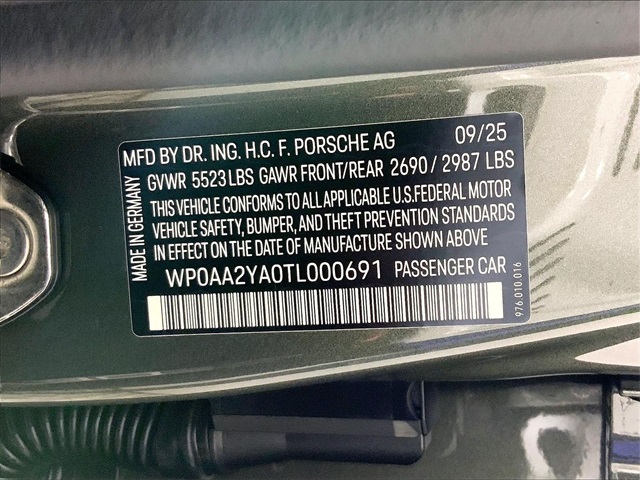 MFD BY DR. ING. H.C. F. PORSCHE AG 09/25
GVWR 5523LBS GAWR FRONT/REAR 2690 / 2987 LBS
THIS VEHICLE CONFORMS TO ALL APPLICABLE U.S.FEDERAL MOTOR
VEHICLE SAFETY, BUMPER, AND THEFT PREVENTION STANDARDS
IN EFFECT ON THE DATE OF MANUFACTURE SHOWN ABOVE
WP0AA2YA0TL000691 PASSENGER CAR
MADE IN GERMANY
976.010.016